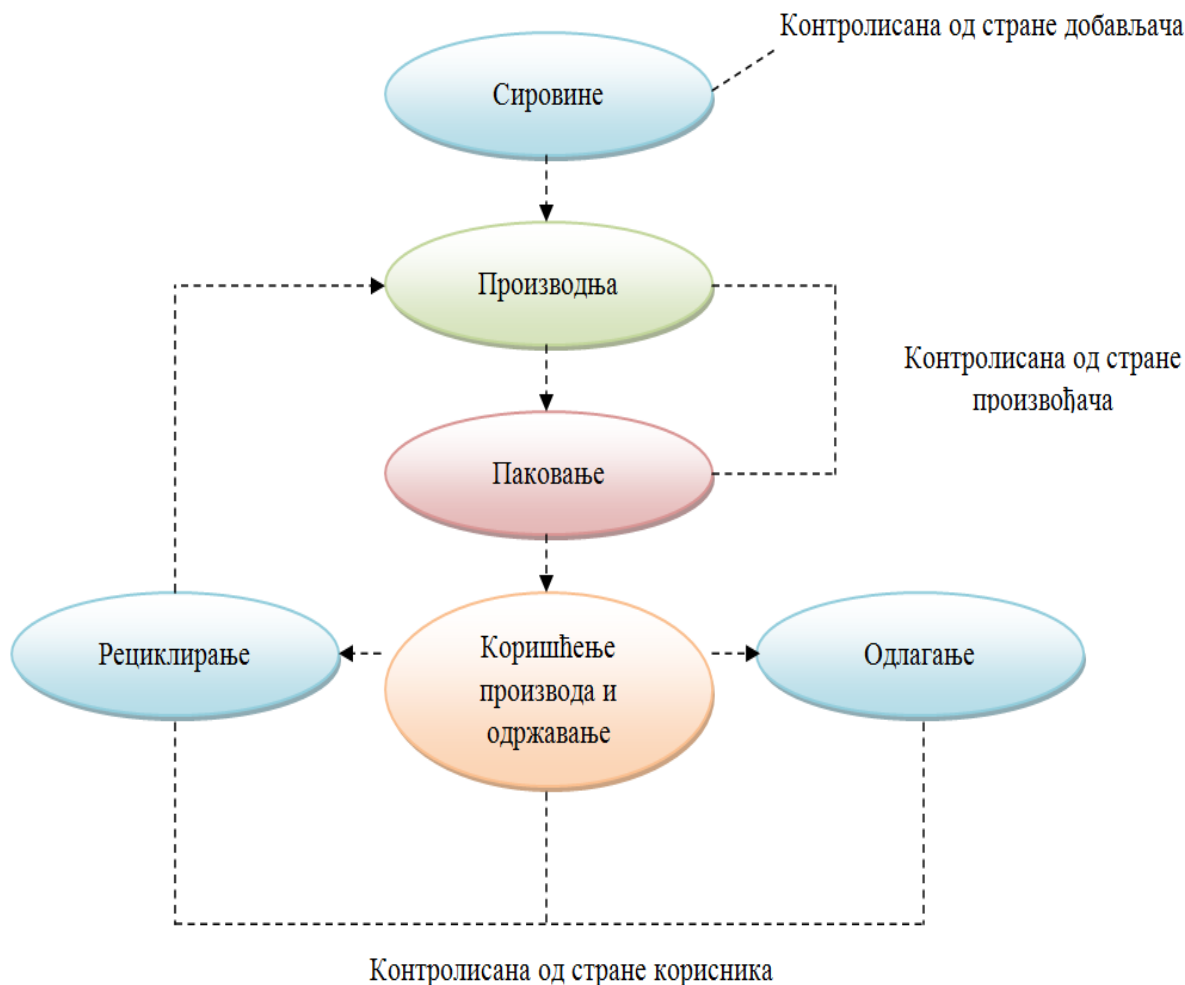 Контролисана од стране добављача
Сировине
Производња
Контролисана од стране
произвођача
Паковање
Рециклирање
Коришћење
производа и
одржавање
Одлагање
Контролисана од стране корисника